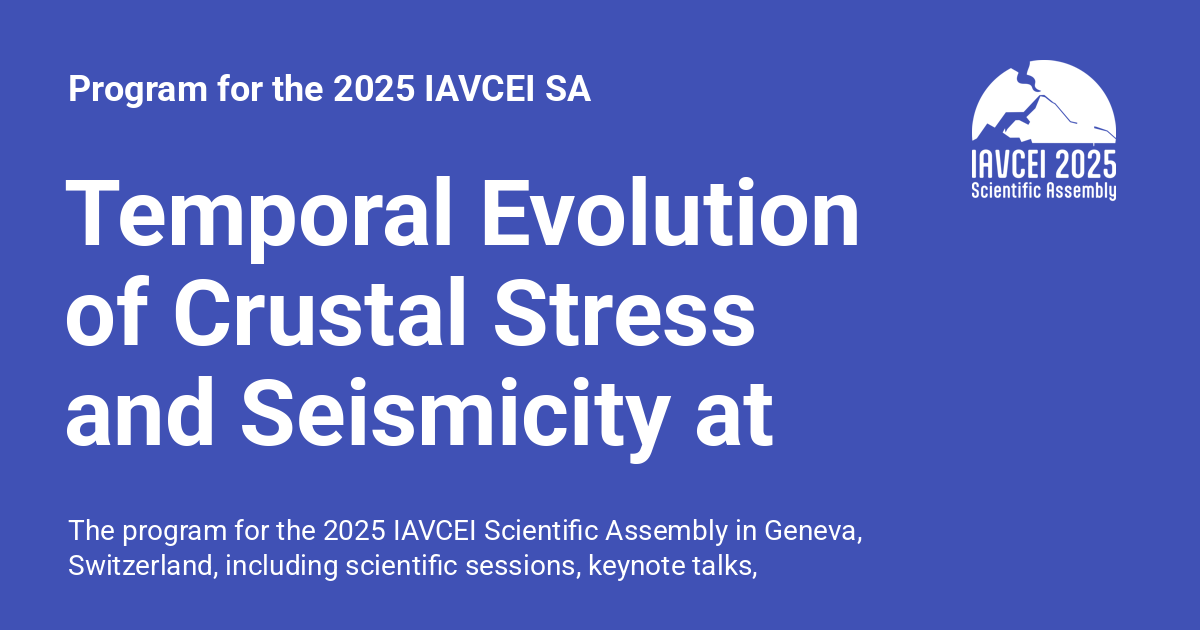 Program for the 2025 IAVCEI SA
IAVCEI 2025
Scientific Assembly
Temporal Evolution
of Crustal Stress
and Seismicity at
The program for the 2025 IAVCEI Scientific Assembly in Geneva,
Switzerland, including scientific sessions, keynote talks,